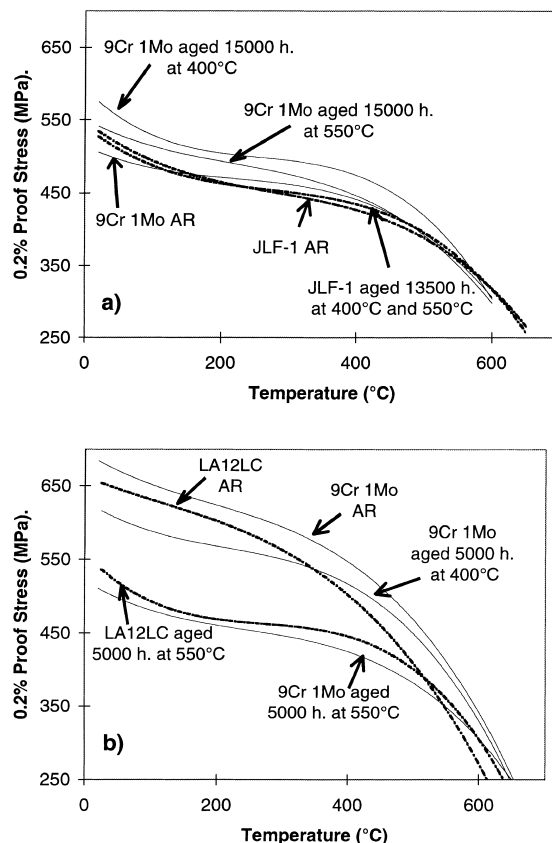 9Cr 1Mo aged 15000 h.
at 400°C
9Cr 1Mo aged 15000 h.
at 550°C
9Cr 1Mo AR
JLF-1 AR
JLF-1 aged 13500 h.
at 400°C and 550°C
a)
0.2% Proof Stress (MPa).
650
550
450
350
250
0
200
400
600
Temperature (°C)
LA12LC
AR
9Cr 1Mo
AR
9Cr 1Mo
aged 5000 h.
at 400°C
LA12LC aged
5000 h. at 550°C
9Cr 1Mo aged
5000 h. at 550°C
b)
0.2% Proof Stress (MPa).
650
550
450
350
250
0
200
400
600
Temperature (°C)